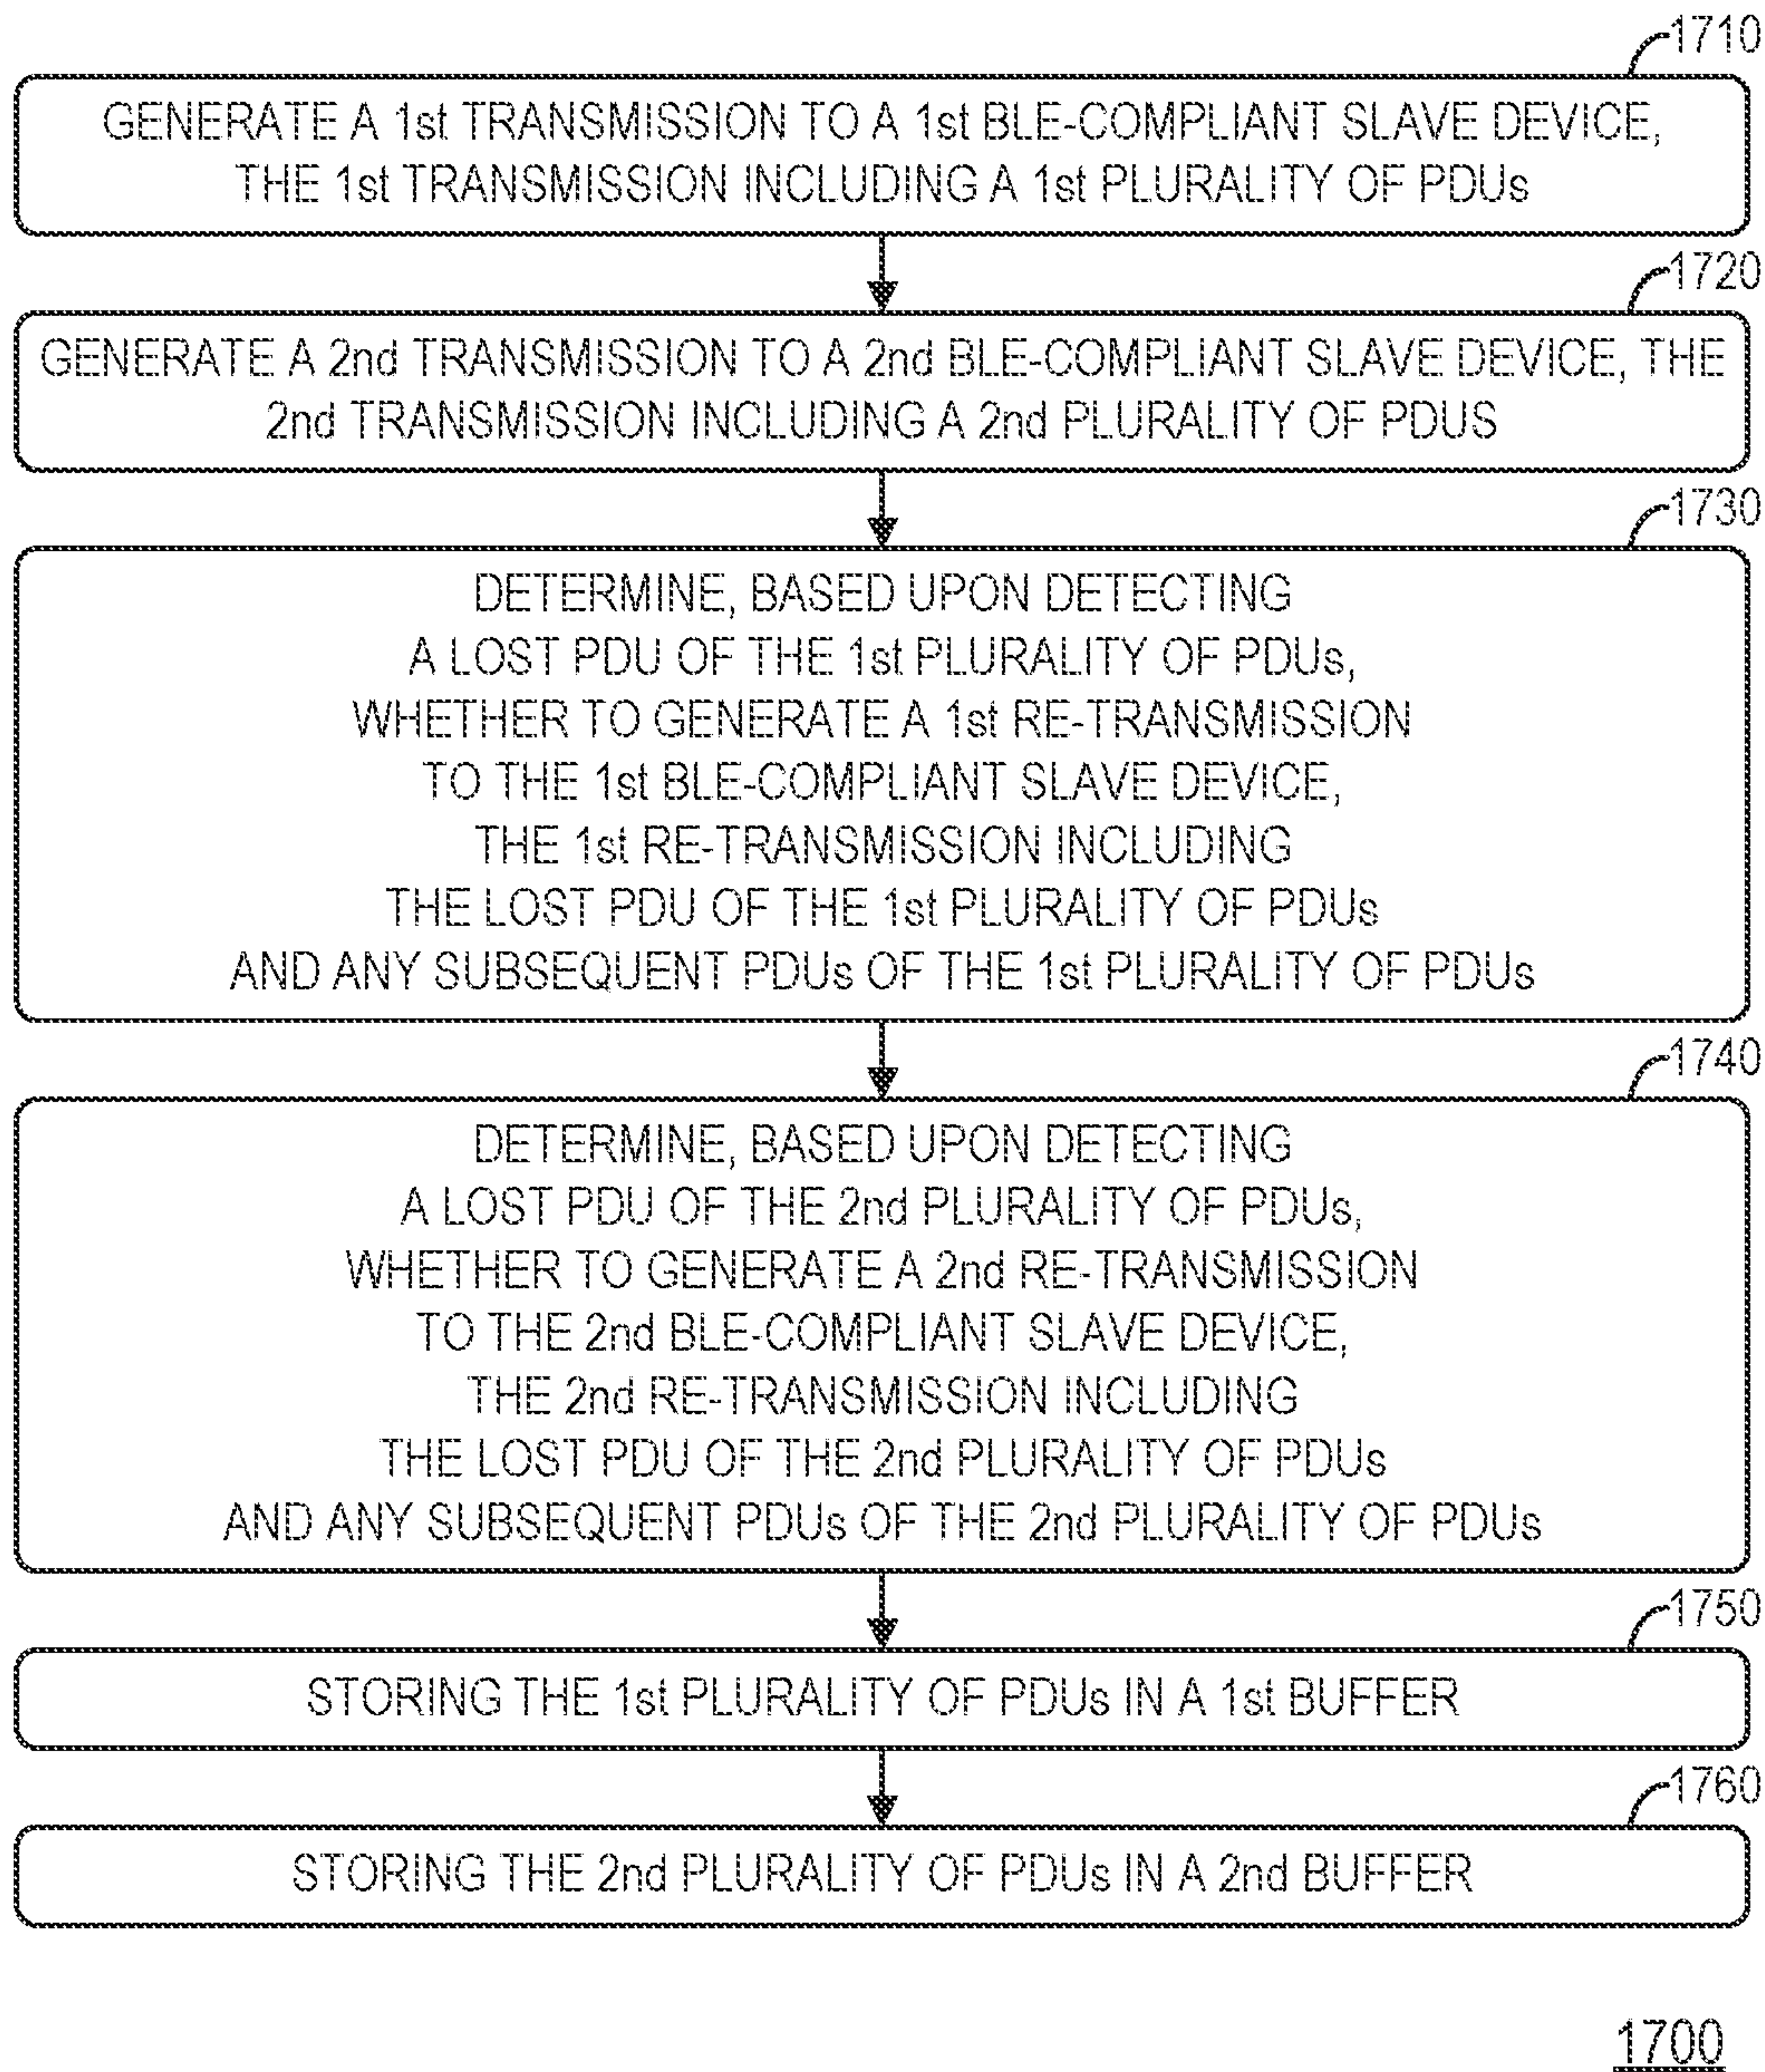 1710
GENERATE A 1st TRANSMISSION TO A 1st BLE-COMPLIANT SLAVE DEVICE,
THE 1st TRANSMISSION INCLUDING A 1st PLURALITY OF PDUs
1720
GENERATE A 2nd TRANSMISSION TO A 2nd BLE-COMPLIANT SLAVE DEVICE, THE
2nd TRANSMISSION INCLUDING A 2nd PLURALITY OF PDUS
1730
DETERMINE, BASED UPON DETECTING
A LOST PDU OF THE 1st PLURALITY OF PDUs,
WHETHER TO GENERATE A 1st RE-TRANSMISSION
TO THE 1st BLE-COMPLIANT SLAVE DEVICE,
THE 1st RE-TRANSMISSION INCLUDING
THE LOST PDU OF THE 1st PLURALITY OF PDUs
AND ANY SUBSEQUENT PDUs OF THE 1st PLURALITY OF PDUs
1740
DETERMINE, BASED UPON DETECTING
A LOST PDU OF THE 2nd PLURALITY OF PDUs,
WHETHER TO GENERATE A 2nd RE-TRANSMISSION
TO THE 2nd BLE-COMPLIANT SLAVE DEVICE,
THE 2nd RE-TRANSMISSION INCLUDING
THE LOST PDU OF THE 2nd PLURALITY OF PDUs
AND ANY SUBSEQUENT PDUs OF THE 2nd PLURALITY OF PDUs
1750
STORING THE 1st PLURALITY OF PDUs IN A 1st BUFFER
1760
STORING THE 2nd PLURALITY OF PDUs IN A 2nd BUFFER
1700